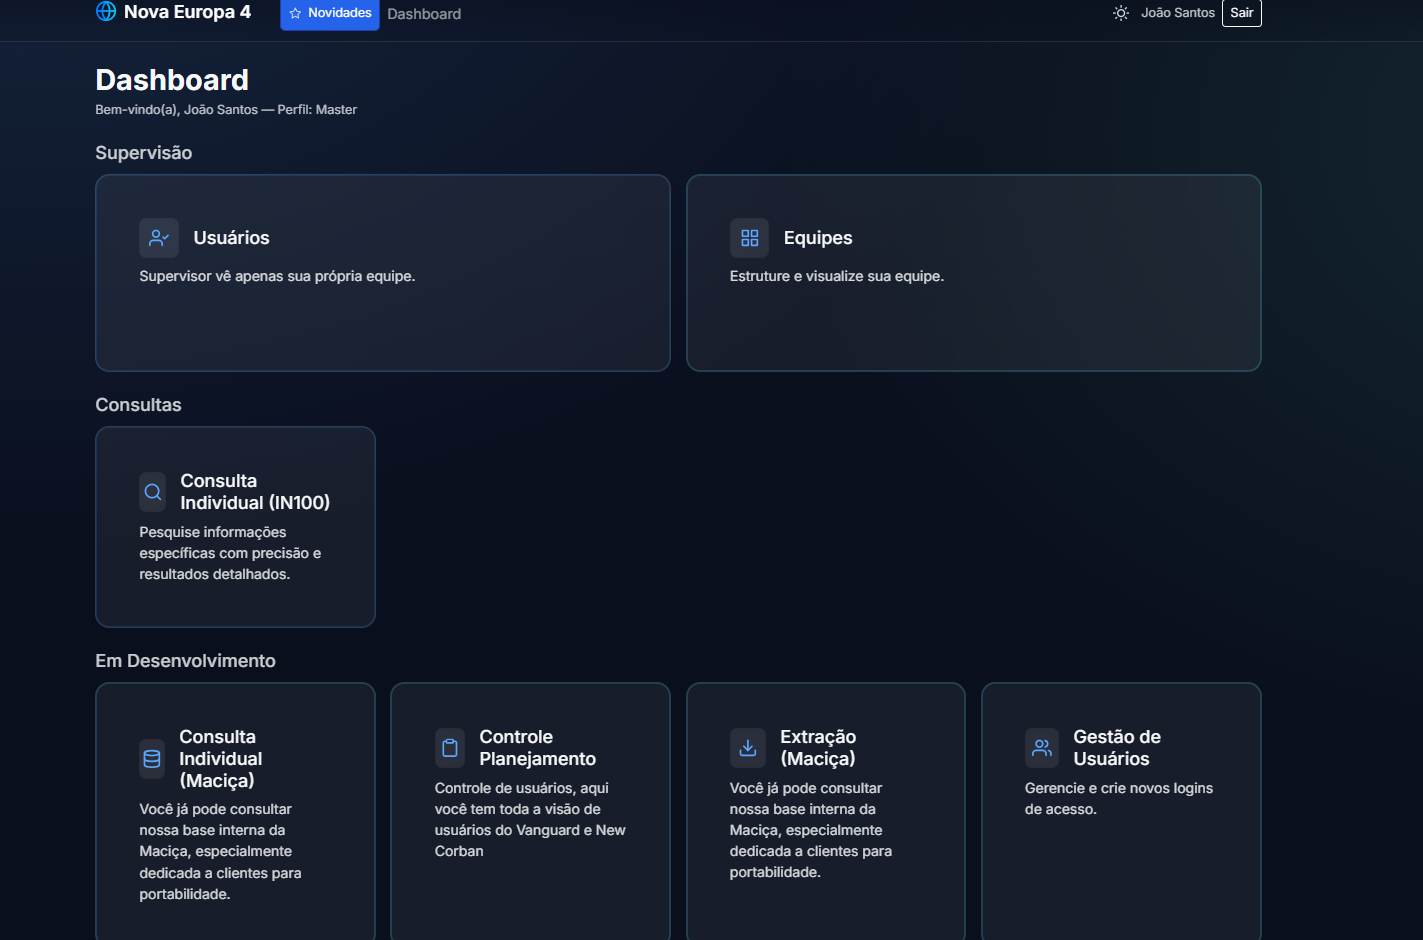 Nova Europa 4
Novidades
Dashboard
João Santos
Sair
Dashboard
Bem-vindo(a), João Santos — Perfil: Master
Supervisão
Usuários
Supervisor vê apenas sua própria equipe.
Equipes
Estruture e visualize sua equipe.
Consultas
Consulta
Individual (IN100)
Pesquise informações
específicas com precisão e
resultados detalhados.
Em Desenvolvimento
Consulta
Individual
(Maciça)
Você já pode consultar
nossa base interna da
Maciça, especialmente
dedicada a clientes para
portabilidade.
Controle
Planejamento
Controle de usuários, aqui
você tem toda a visão de
usuários do Vanguard e New
Corban
Extração
(Maciça)
Você já pode consultar
nossa base interna da
Maciça, especialmente
dedicada a clientes para
portabilidade.
Gestão de
Usuários
Gerencie e crie novos logins
de acesso.